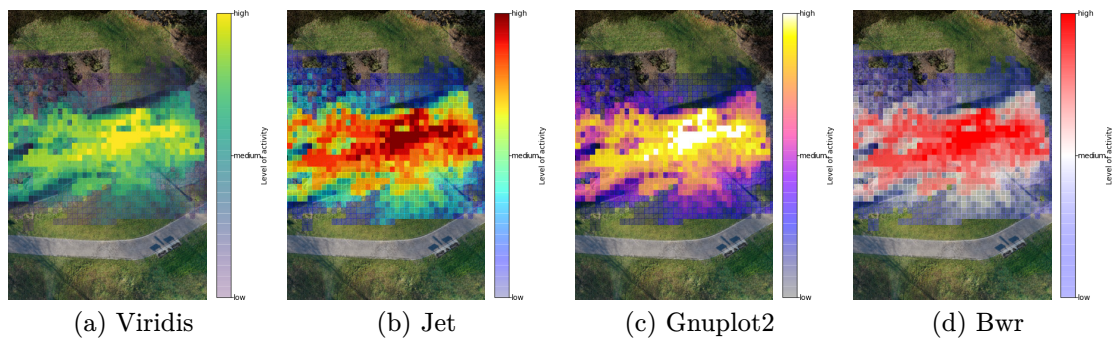 high
medium
low
Level of activity
high
medium
low
Level of activity
high
medium
low
Level of activity
high
medium
low
Level of activity
(a) Viridis
(b) Jet
(c) Gnuplot2
(d) Bwr